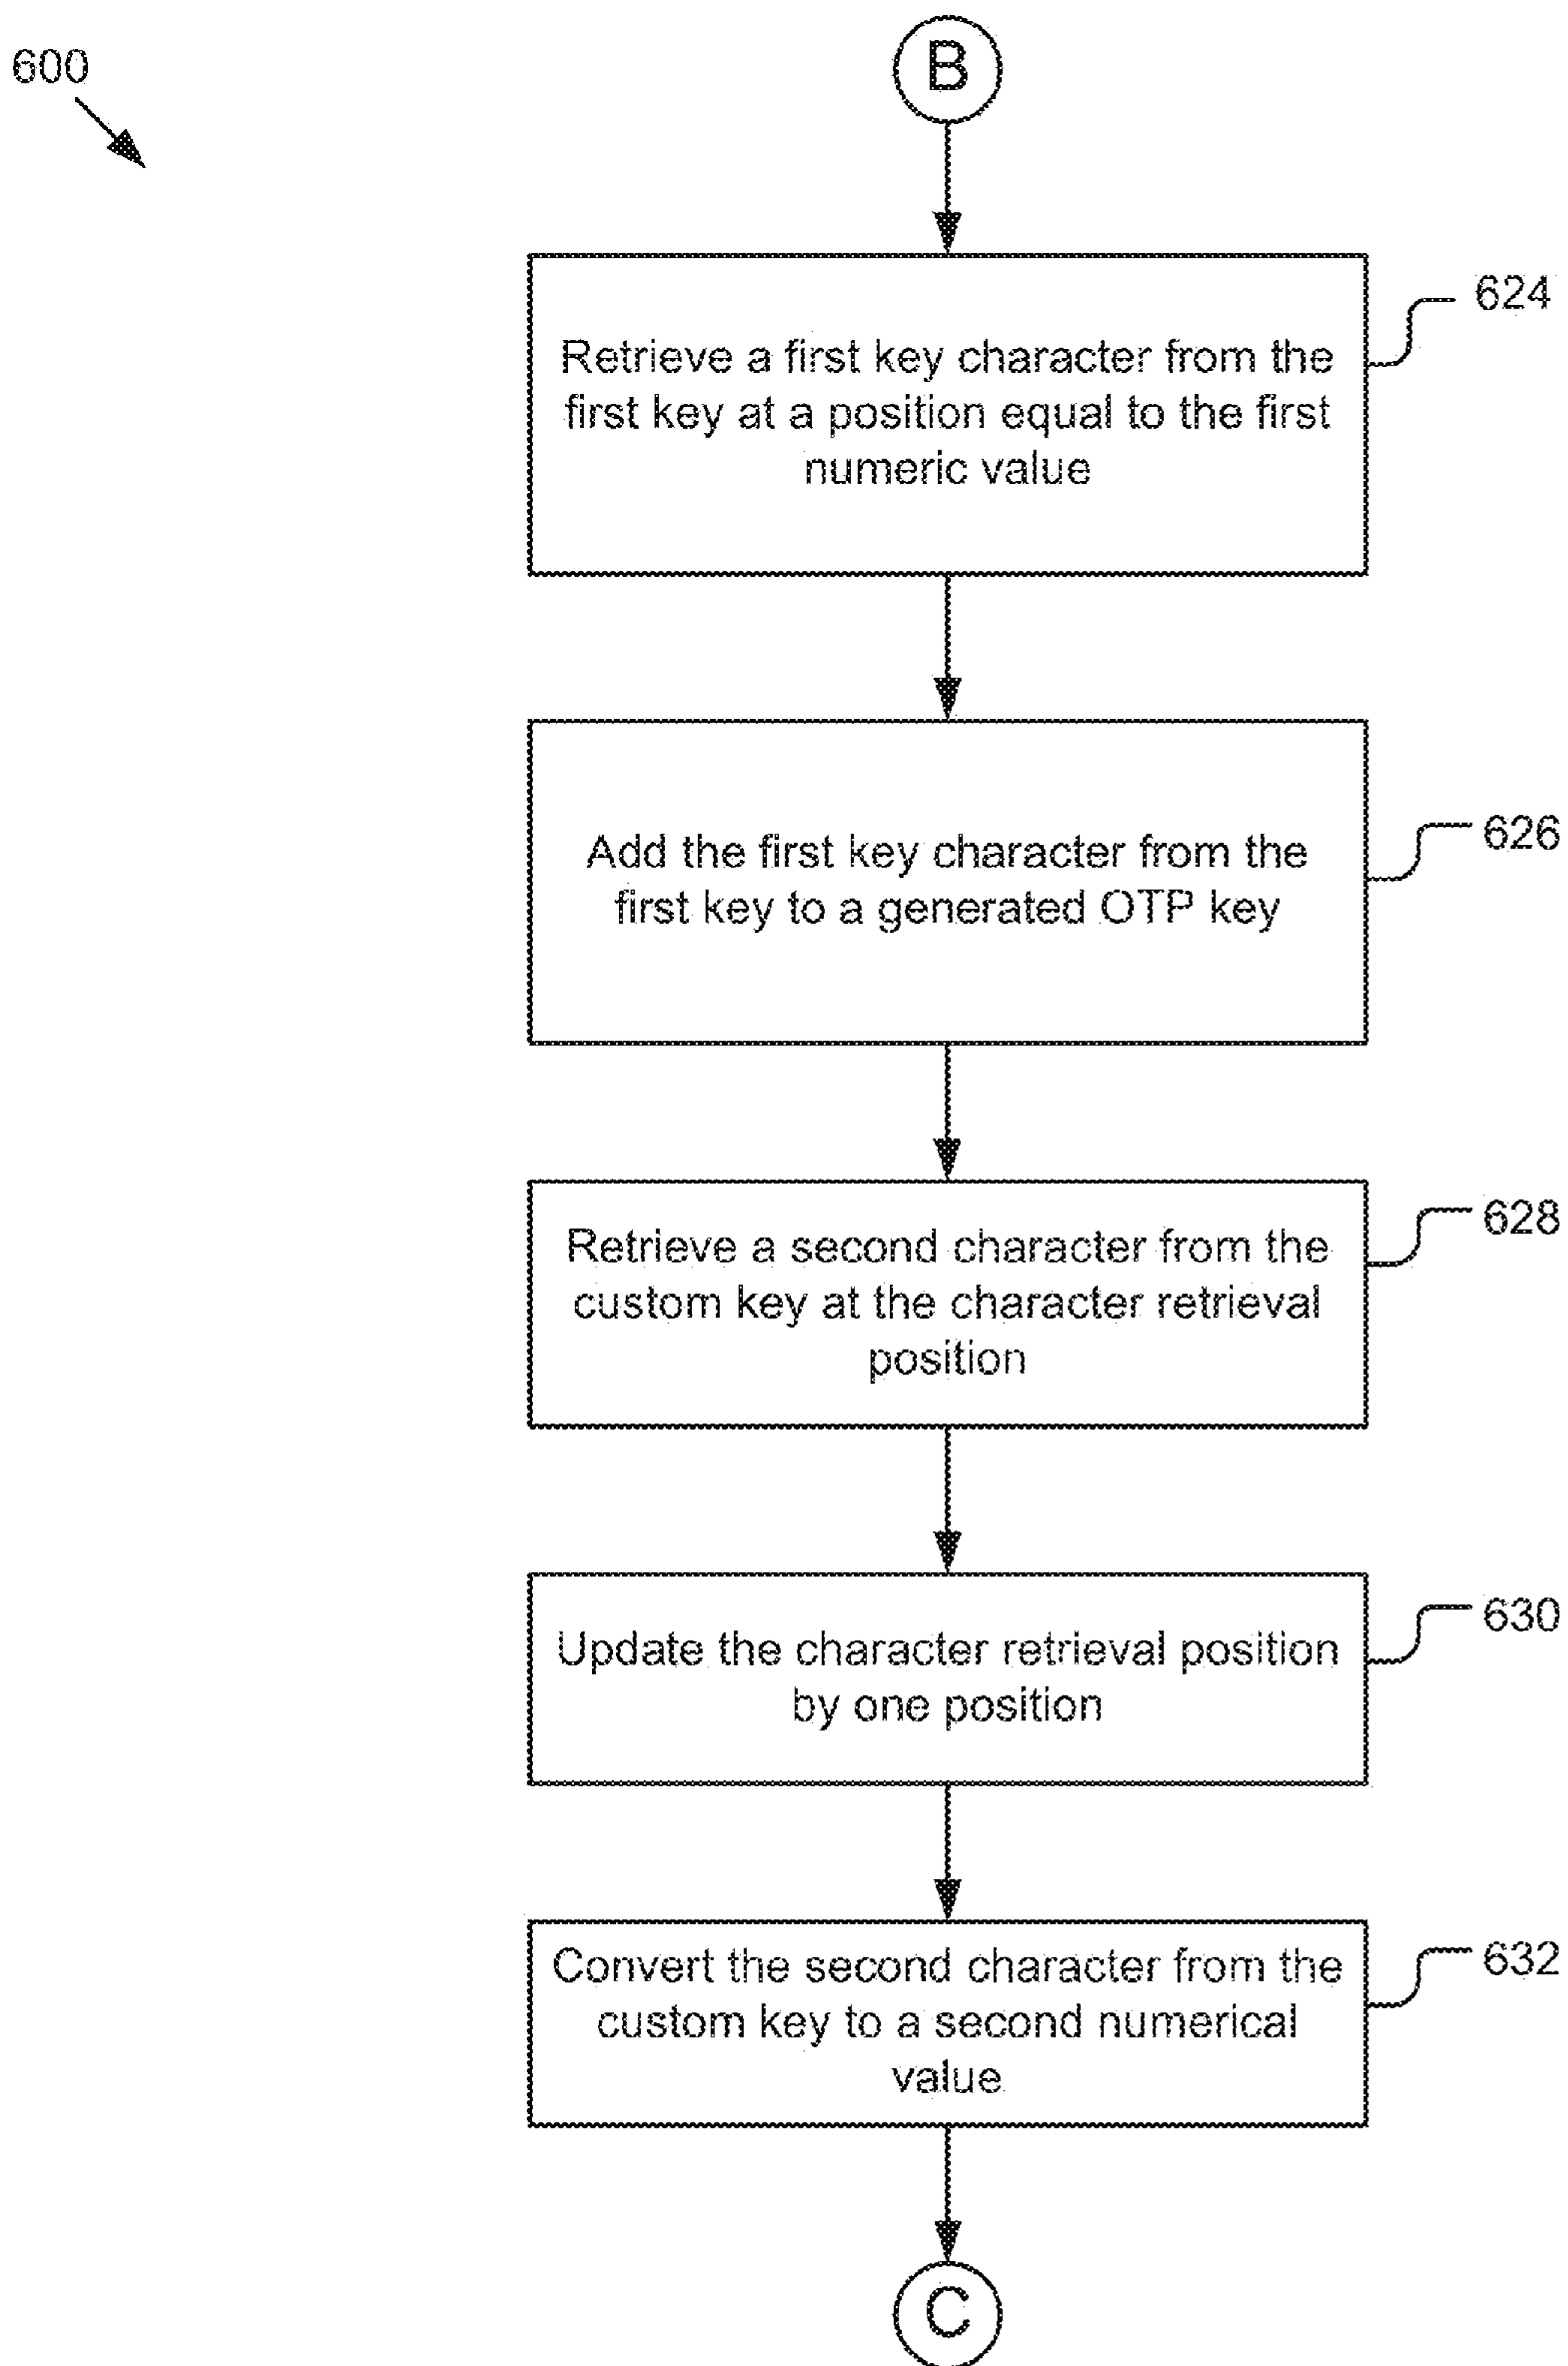 600
B
624
Retrieve a first key character from the
first key at a position equal to the first
numeric value
626
Add the first key character from the
first key to a generated OTP key
628
Retrieve a second character from the
custom key at the character retrieval
position
630
Update the character retrieval position
by one position
632
Convert the second character from the
custom key to a second numerical
value
C